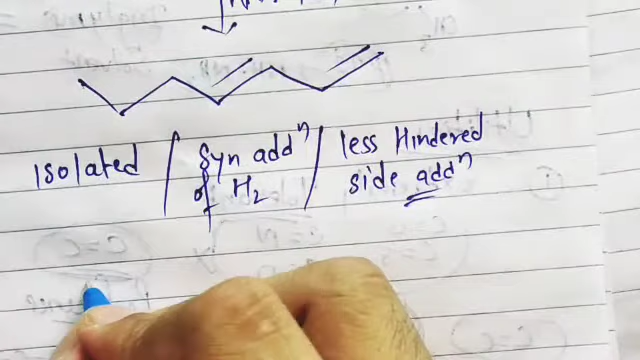 Isolated / Syn addⁿ of H₂ / less Hindered side addⁿ